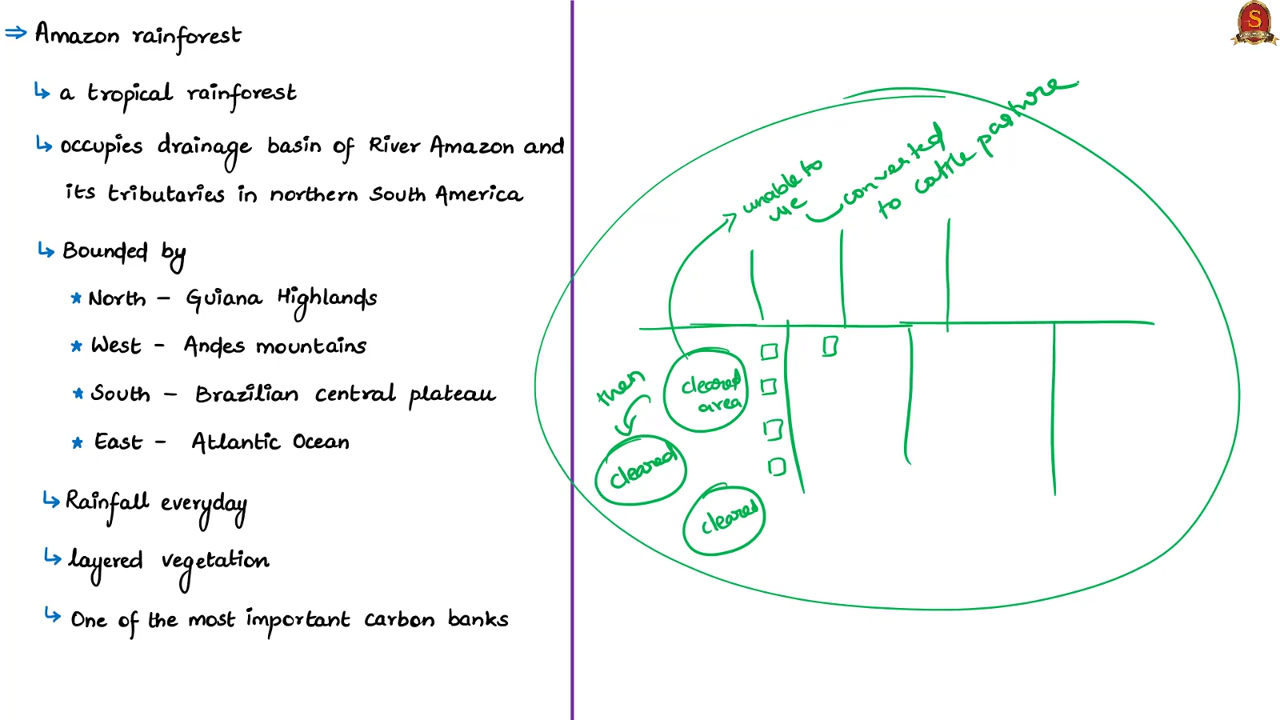 ⇒ Amazon rainforest
↳ a tropical rainforest
↳ occupies drainage basin of River Amazon and
its tributaries in northern South America
↳ Bounded by
* North – Guiana Highlands
* West – Andes mountains
* South – Brazilian central plateau
* East – Atlantic Ocean
↳ Rainfall everyday
↳ layered vegetation
↳ One of the most important carbon banks
S
unable to
use
converted
to cattle pasture
cleared
area
then
cleared
cleared